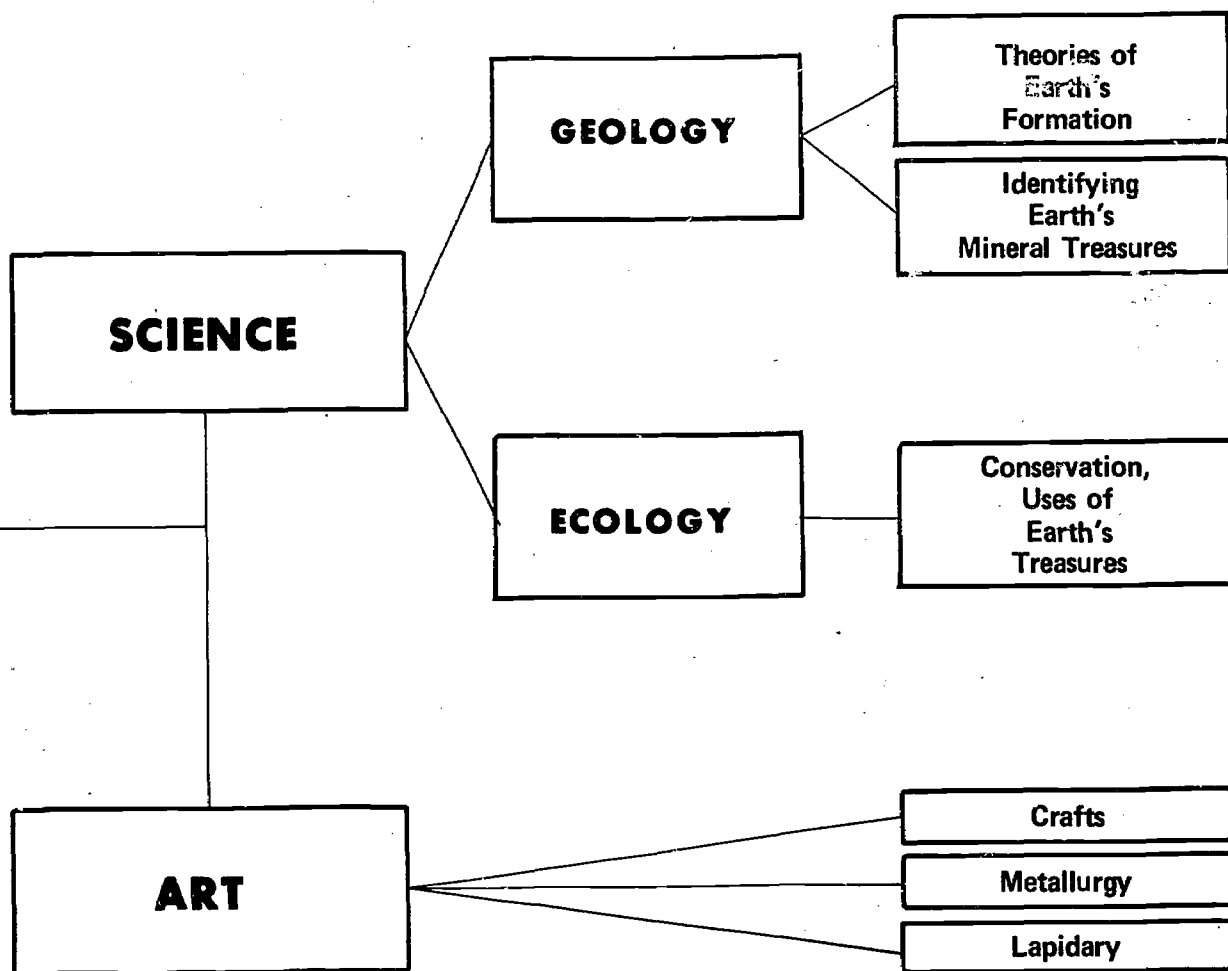 SCIENCE
GEOLOGY
Theories of
Earth's
Formation
Identifying
Earth's
Mineral Treasures
ECOLOGY
Conservation,
Uses of
Earth's
Treasures
ART
Crafts
Metallurgy
Lapidary